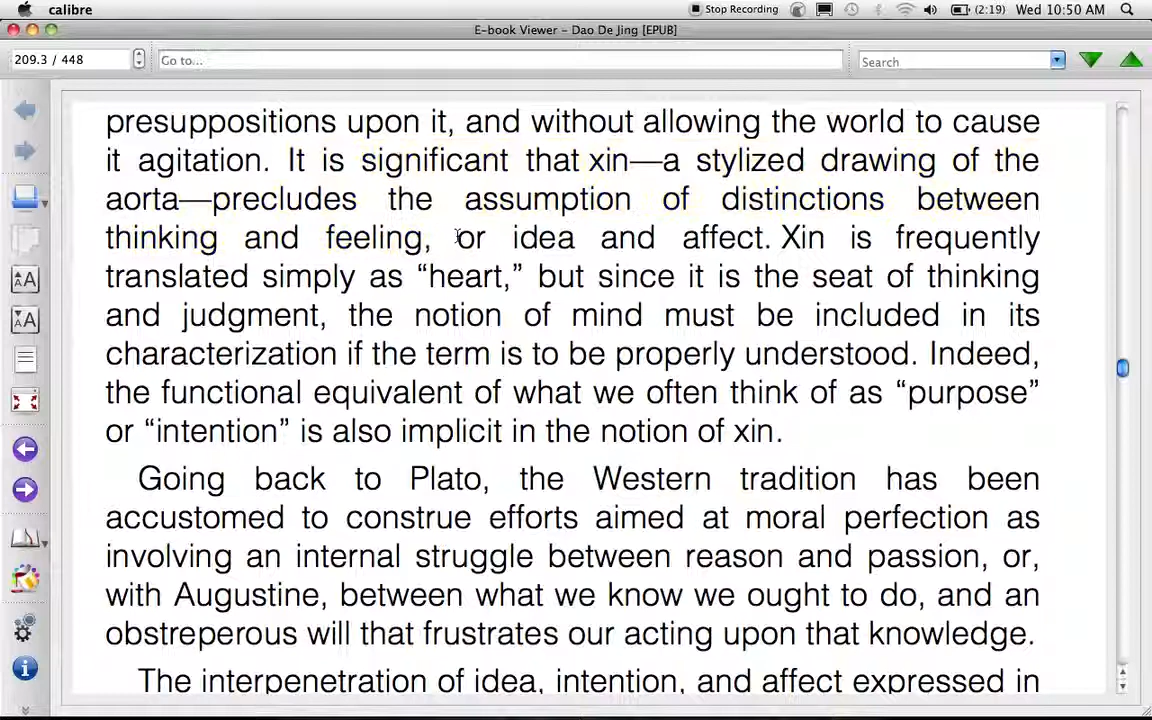 calibre Stop Recording (2:19) Wed 10:50 AM
E-book Viewer - Dao De Jing [EPUB]
209.3 / 448 Go to... Search
presuppositions upon it, and without allowing the world to cause
it agitation. It is significant that xin—a stylized drawing of the
aorta—precludes the assumption of distinctions between
thinking and feeling, or idea and affect. Xin is frequently
translated simply as “heart,” but since it is the seat of thinking
and judgment, the notion of mind must be included in its
characterization if the term is to be properly understood. Indeed,
the functional equivalent of what we often think of as “purpose”
or “intention” is also implicit in the notion of xin.
Going back to Plato, the Western tradition has been
accustomed to construe efforts aimed at moral perfection as
involving an internal struggle between reason and passion, or,
with Augustine, between what we know we ought to do, and an
obstreperous will that frustrates our acting upon that knowledge.
The interpenetration of idea, intention, and affect expressed in